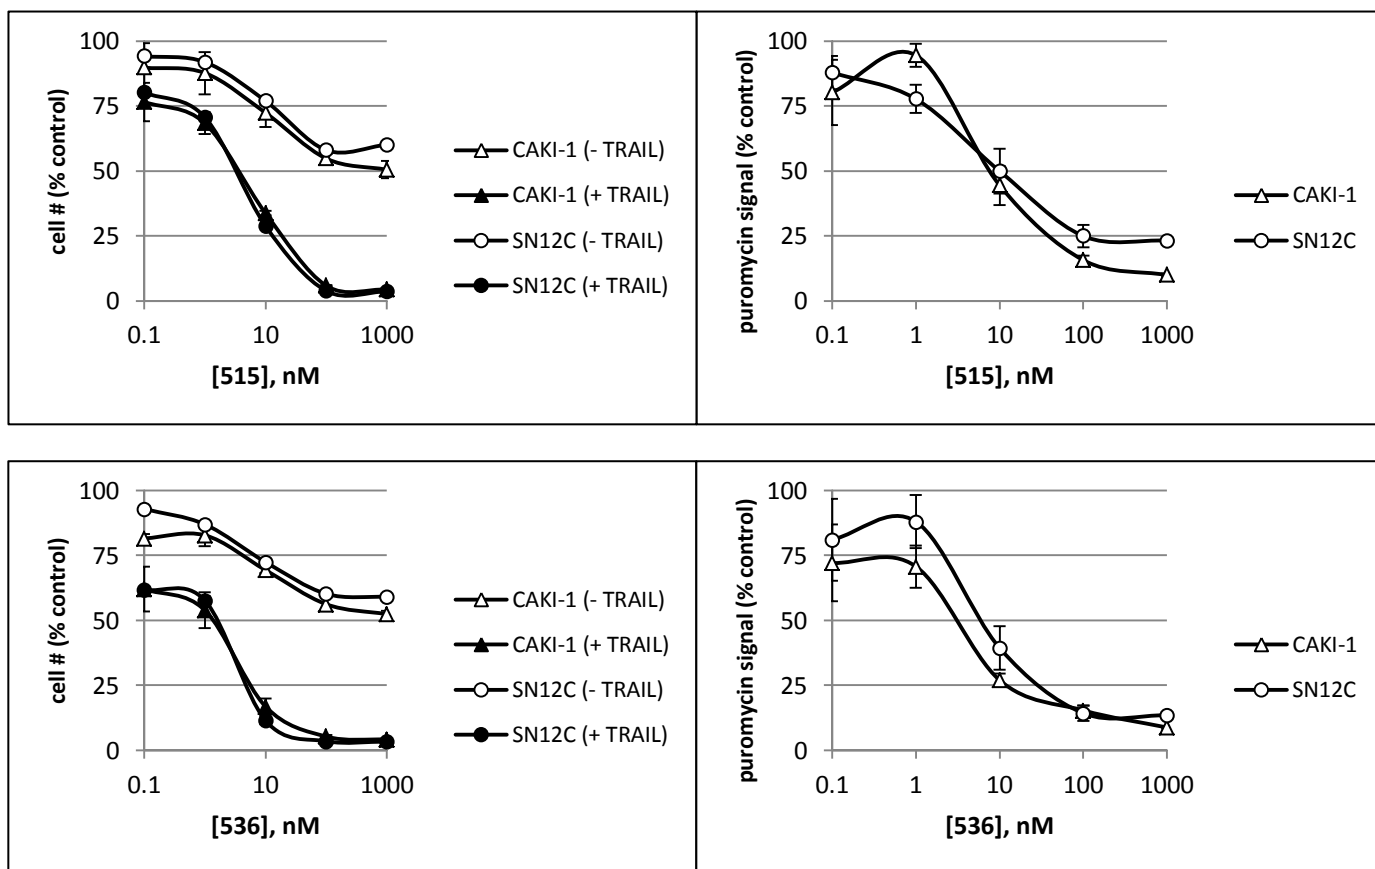 cell # (% control)
100
75
50
25
0
0.1
10
1000
[515], nM
CAKI-1 (- TRAIL)
CAKI-1 (+ TRAIL)
SN12C (- TRAIL)
SN12C (+ TRAIL)
puromycin signal (% control)
100
75
50
25
0
0.1
1
10
100
1000
[515], nM
CAKI-1
SN12C
cell # (% control)
100
75
50
25
0
0.1
10
1000
[536], nM
CAKI-1 (- TRAIL)
CAKI-1 (+ TRAIL)
SN12C (- TRAIL)
SN12C (+ TRAIL)
puromycin signal (% control)
100
75
50
25
0
0.1
1
10
100
1000
[536], nM
CAKI-1
SN12C